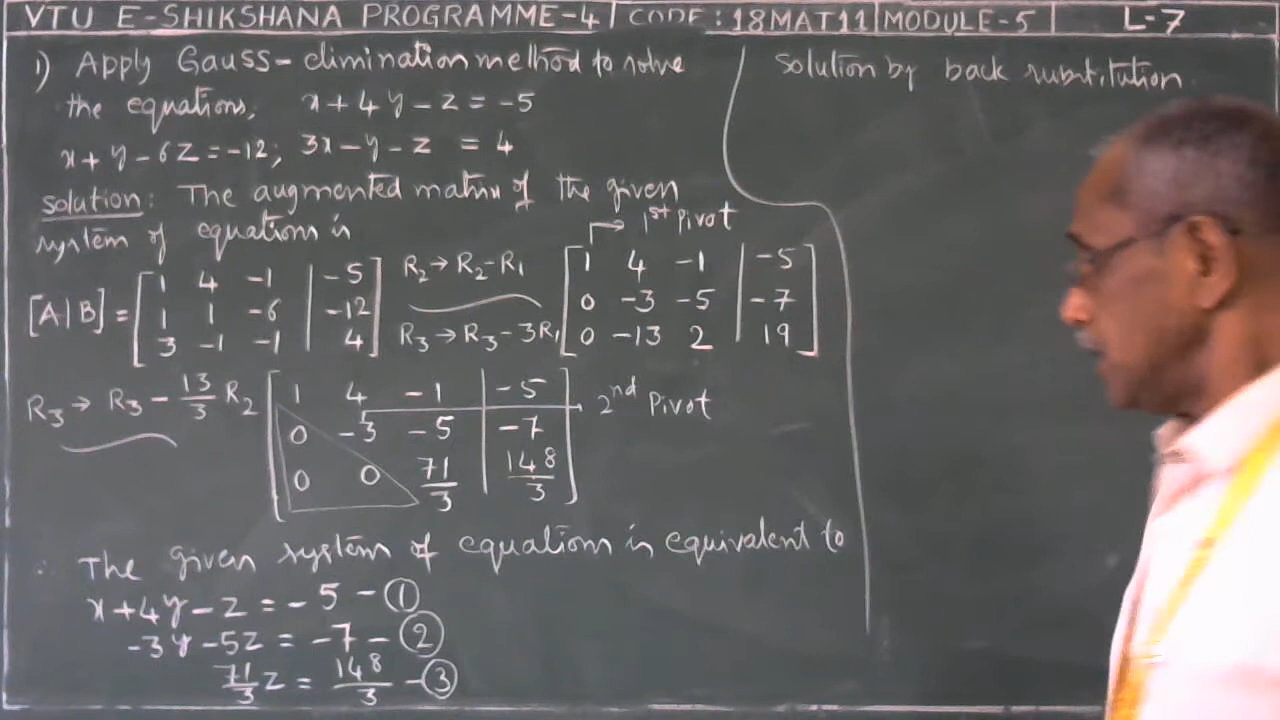 VTU E-SHIKSHANA PROGRAMME-4 | CODE : 18MAT11 | MODULE-5 | L-7
1) Apply Gauss-elimination method to solve
the equations, x + 4y - z = -5
x + y - 6z = -12; 3x - y - z = 4
Solution: The augmented matrix of the given
system of equations is
1st Pivot
[A|B] = [1 4 -1 | -5] R2 → R2 - R1 [1 4 -1 | -5]
[1 1 -6 | -12] [0 -3 -5 | -7]
[3 -1 -1 | 4] R3 → R3 - 3R1 [0 -13 2 | 19]
R3 → R3 - 13/3 R2 [1 4 -1 | -5] 2nd Pivot
[0 -3 -5 | -7]
[0 0 71/3 | 148/3]
∴ The given system of equations is equivalent to
x + 4y - z = -5 - ①
-3y - 5z = -7 - ②
71/3 z = 148/3 - ③
Solution by back substitution